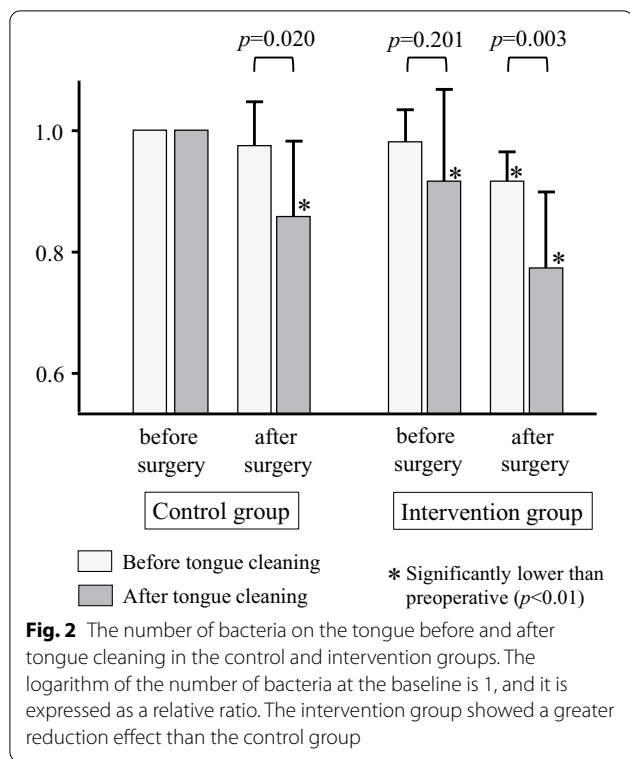 p=0.020 p=0.201 p=0.003
1.0
* * *
*
0.8
0.6
before surgery after surgery before surgery after surgery
Control group Intervention group
Before tongue cleaning
After tongue cleaning
* Significantly lower than
preoperative (p<0.01)
Fig. 2 The number of bacteria on the tongue before and after
tongue cleaning in the control and intervention groups. The
logarithm of the number of bacteria at the baseline is 1, and it is
expressed as a relative ratio. The intervention group showed a greater
reduction effect than the control group